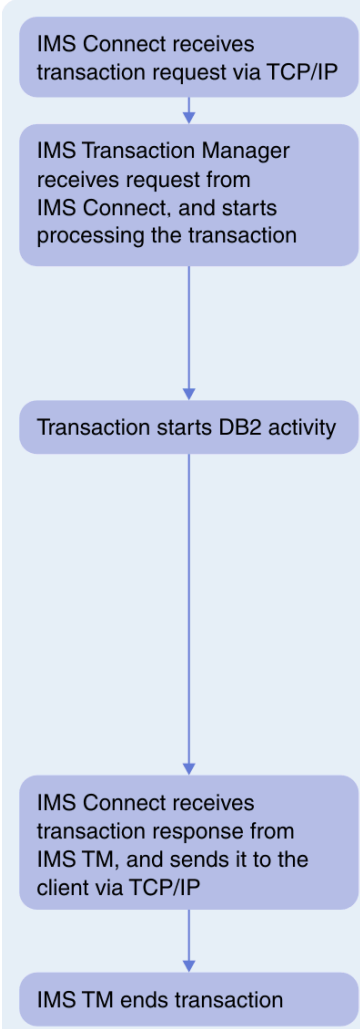 IMS Connect receives
transaction request via TCP/IP
IMS Transaction Manager
receives request from
IMS Connect, and starts
processing the transaction
Transaction starts DB2 activity
IMS Connect receives
transaction response from
IMS TM, and sends it to the
client via TCP/IP
IMS TM ends transaction